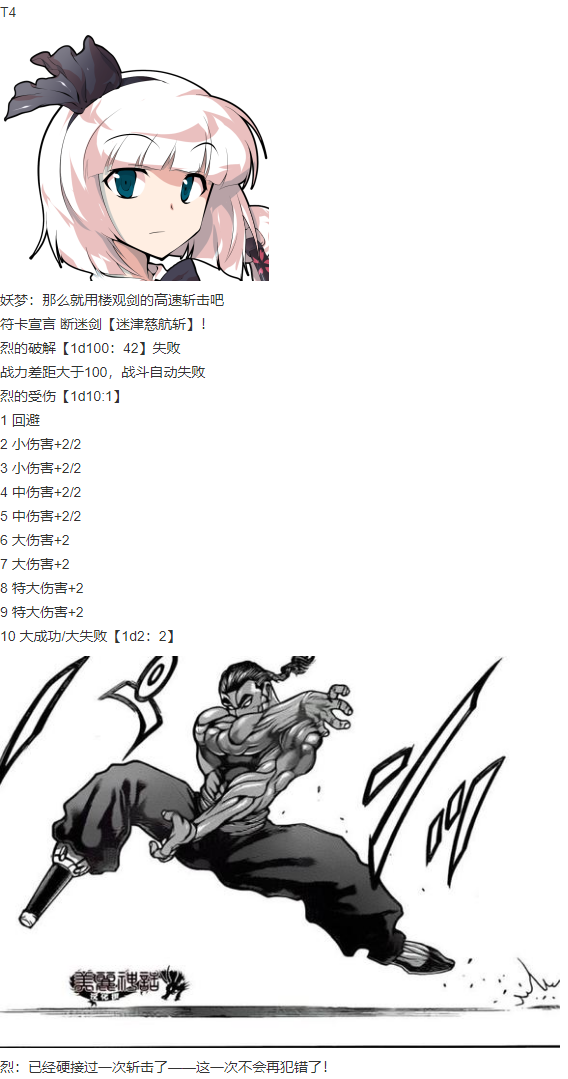 T4
妖梦：那么就用楼观剑的高速斩击吧
符卡宣言 断迷剑【迷津慈航斩】！
烈的破解【1d100：42】失败
战力差距大于100，战斗自动失败
烈的受伤【1d10:1】
1 回避
2 小伤害+2/2
3 小伤害+2/2
4 中伤害+2/2
5 中伤害+2/2
6 大伤害+2
7 大伤害+2
8 特大伤害+2
9 特大伤害+2
10 大成功/大失败【1d2：2】
美麗神話
烈：已经硬接过一次斩击了——这一次不会再犯错了！